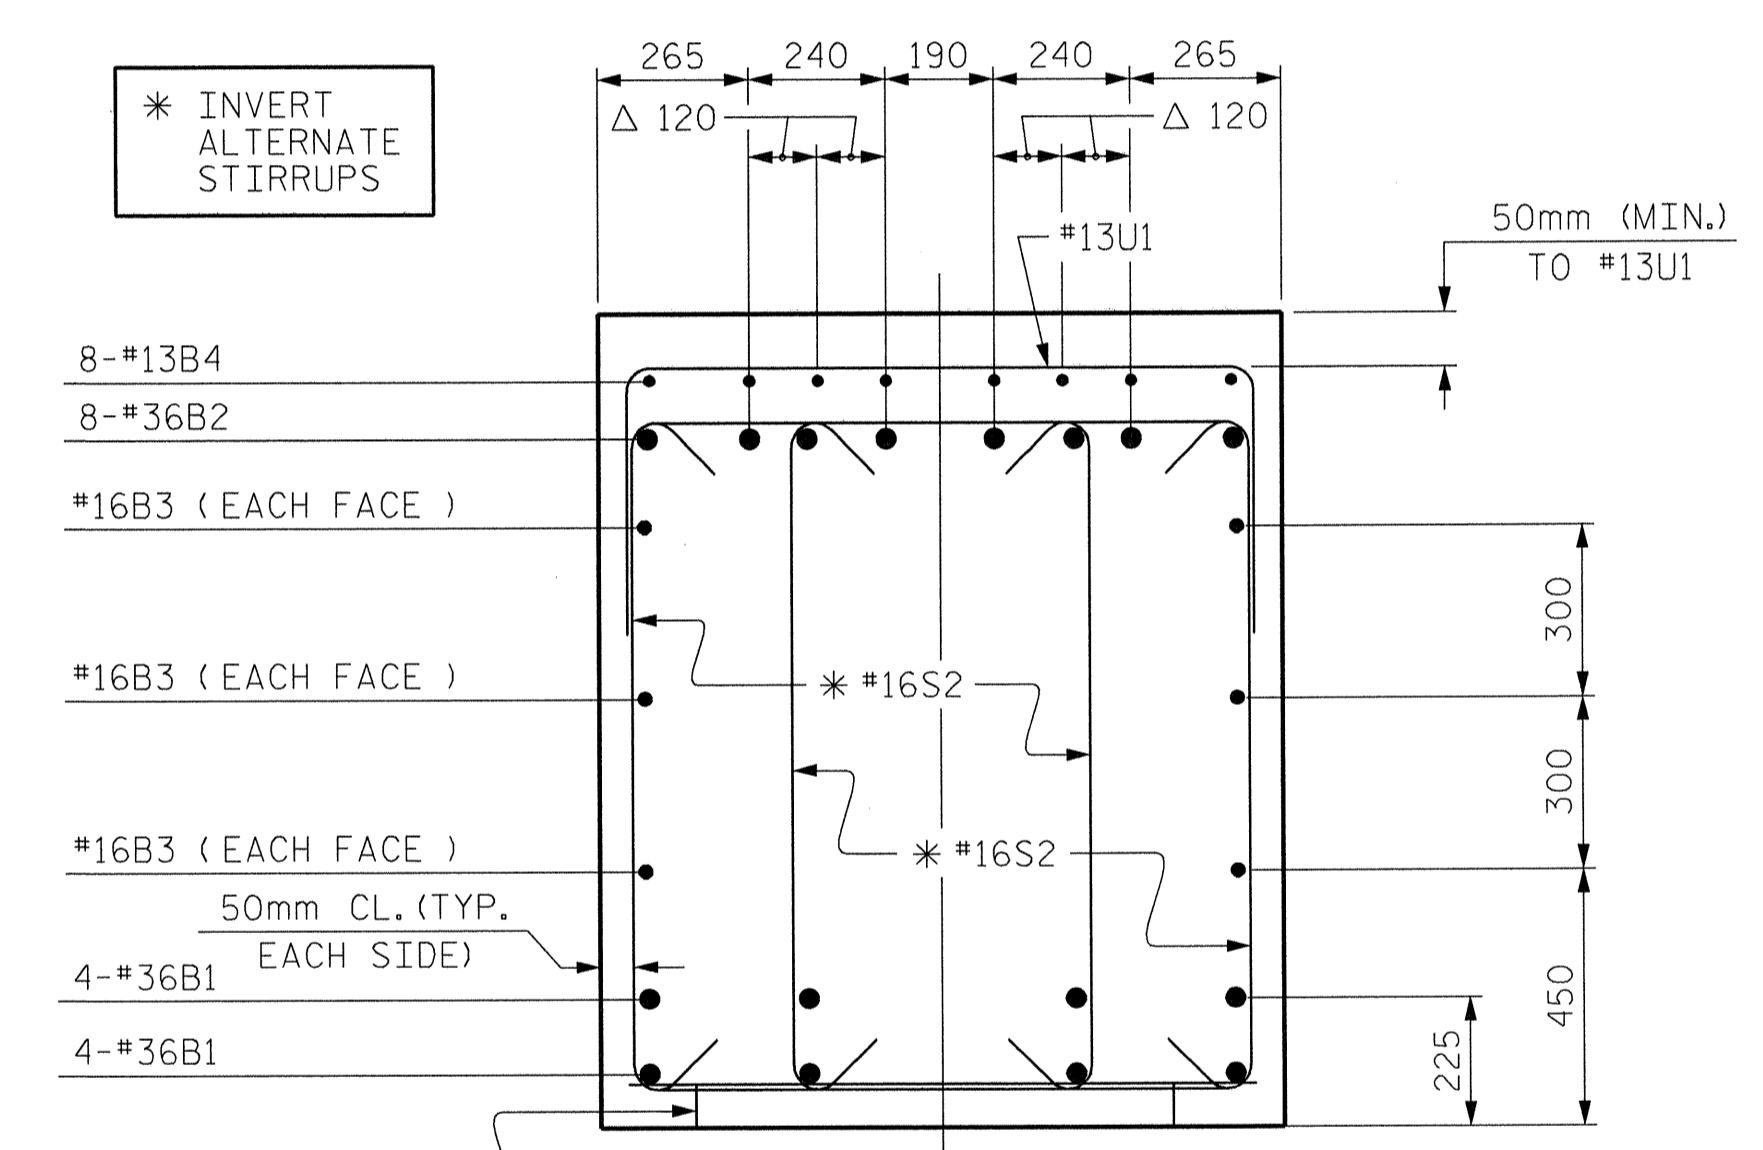 265 240 190 240 265
✳ INVERT
ALTERNATE
STIRRUPS
△ 120
△ 120
#13U1
50mm (MIN.)
TO #13U1
8-#13B4
8-#36B2
#16B3 ( EACH FACE )
300
#16B3 ( EACH FACE )
✳ #16S2
300
#16B3 ( EACH FACE )
✳ #16S2
50mm CL. (TYP.
EACH SIDE)
4-#36B1
450
4-#36B1
225